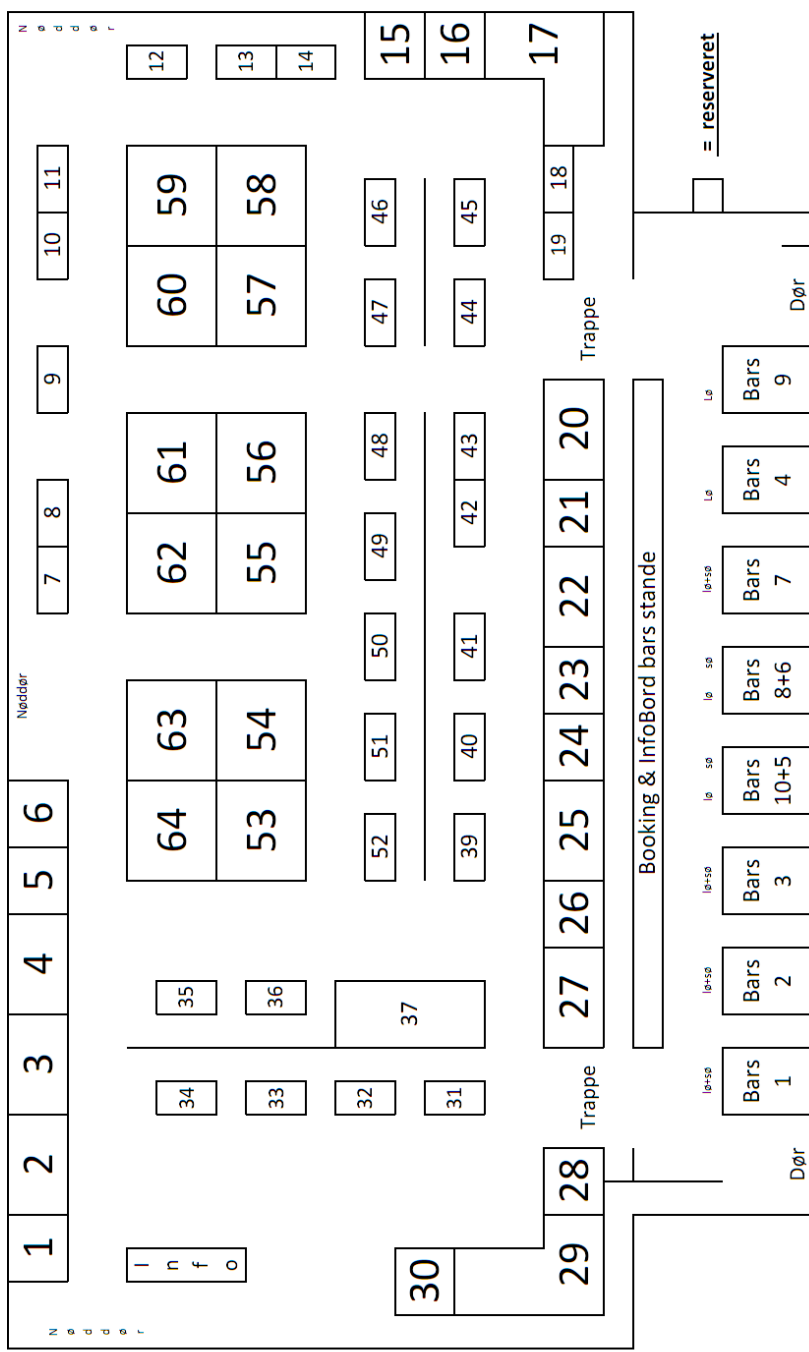 Nøddør
1 2 3 4 5 6
Nøddør
7 8 9 10 11
Nøddør
Info
34 35
64 63 62 61 60 59
12
33 36
53 54 55 56 57 58
13
14
32 37
52 51 50 49 48 47 46
15
30 31
39 40 41 42 43 44 45
16
17
29 28
Trappe
27 26 25 24 23 22 21 20
Trappe
19 18
Booking & InfoBord bars stande
= reserveret
lø+sø
lø+sø
lø+sø
lø sø
lø sø
lø+sø
Lø
Lø
Dør
Bars
1
Bars
2
Bars
3
Bars
10+5
Bars
8+6
Bars
7
Bars
4
Bars
9
Dør